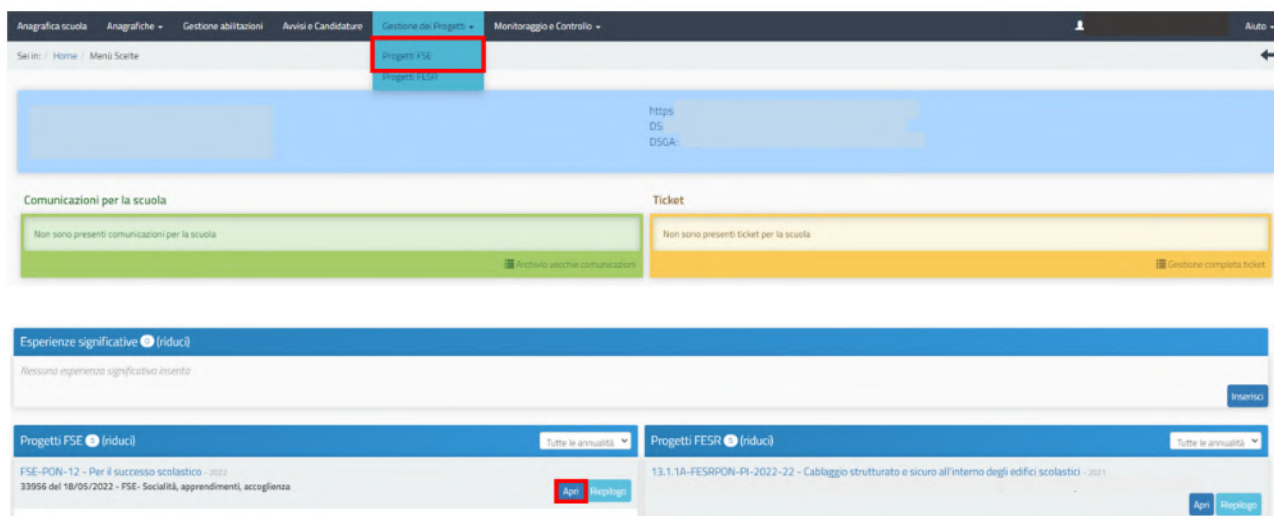 Anagrafica scuola Anagrafiche Gestione abilitazioni Avvisi e Candidature Gestione dei Progetti Monitoraggio e Controllo Aiuto
Sei in: / Home / Menù Scelte
Progetti FSE
Progetti FESR
https
DS:
DSGA:
Comunicazioni per la scuola
Non sono presenti comunicazioni per la scuola
Archivio vecchie comunicazioni
Ticket
Non sono presenti ticket per la scuola
Gestione completa ticket
Esperienze significative 0 (riduci)
Nessuna esperienza significativa inserita
Inserisci
Progetti FSE 5 (riduci) Tutte le annualità
FSE-PON-12 - Per il successo scolastico - 2022
33956 del 18/05/2022 - FSE- Socialità, apprendimenti, accoglienza
Apri Riepilogo
Progetti FESR 5 (riduci) Tutte le annualità
13.1.1A-FESRPON-PI-2022-22 - Cablaggio strutturato e sicuro all'interno degli edifici scolastici - 2021
Apri Riepilogo